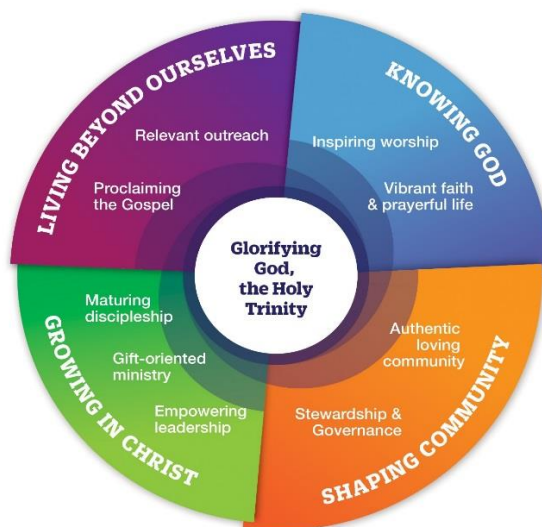 LIVING BEYOND OURSELVES
Relevant outreach
Proclaiming
the Gospel
KNOWING GOD
Inspiring worship
Vibrant faith
& prayerful life
Glorifying
God,
the Holy
Trinity
GROWING IN CHRIST
Maturing
discipleship
Gift-oriented
ministry
Empowering
leadership
SHAPING COMMUNITY
Authentic
loving
community
Stewardship &
Governance